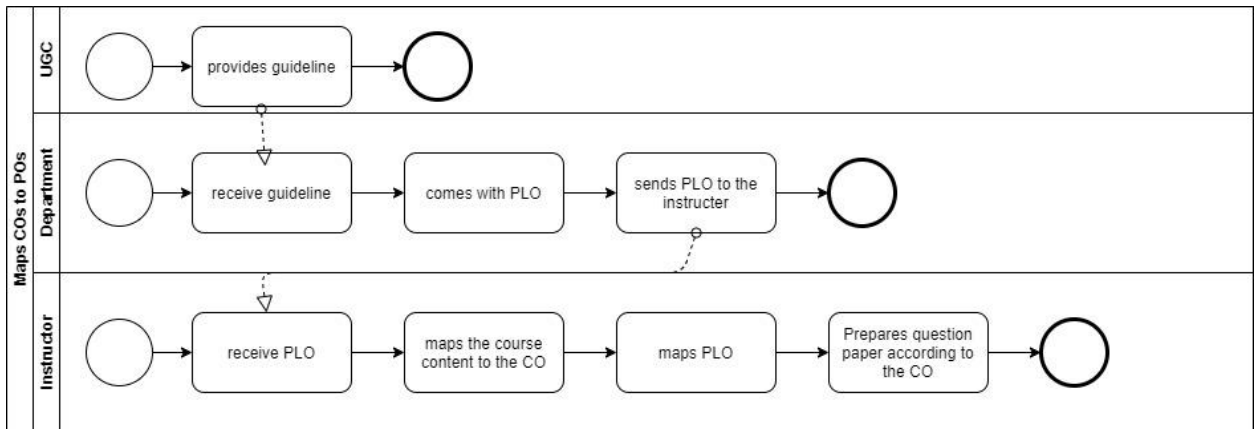 Maps COs to POs
UGC
provides guideline
Department
receive guideline
comes with PLO
sends PLO to the
instructer
Instructor
receive PLO
maps the course
content to the CO
maps PLO
Prepares question
paper according to
the CO